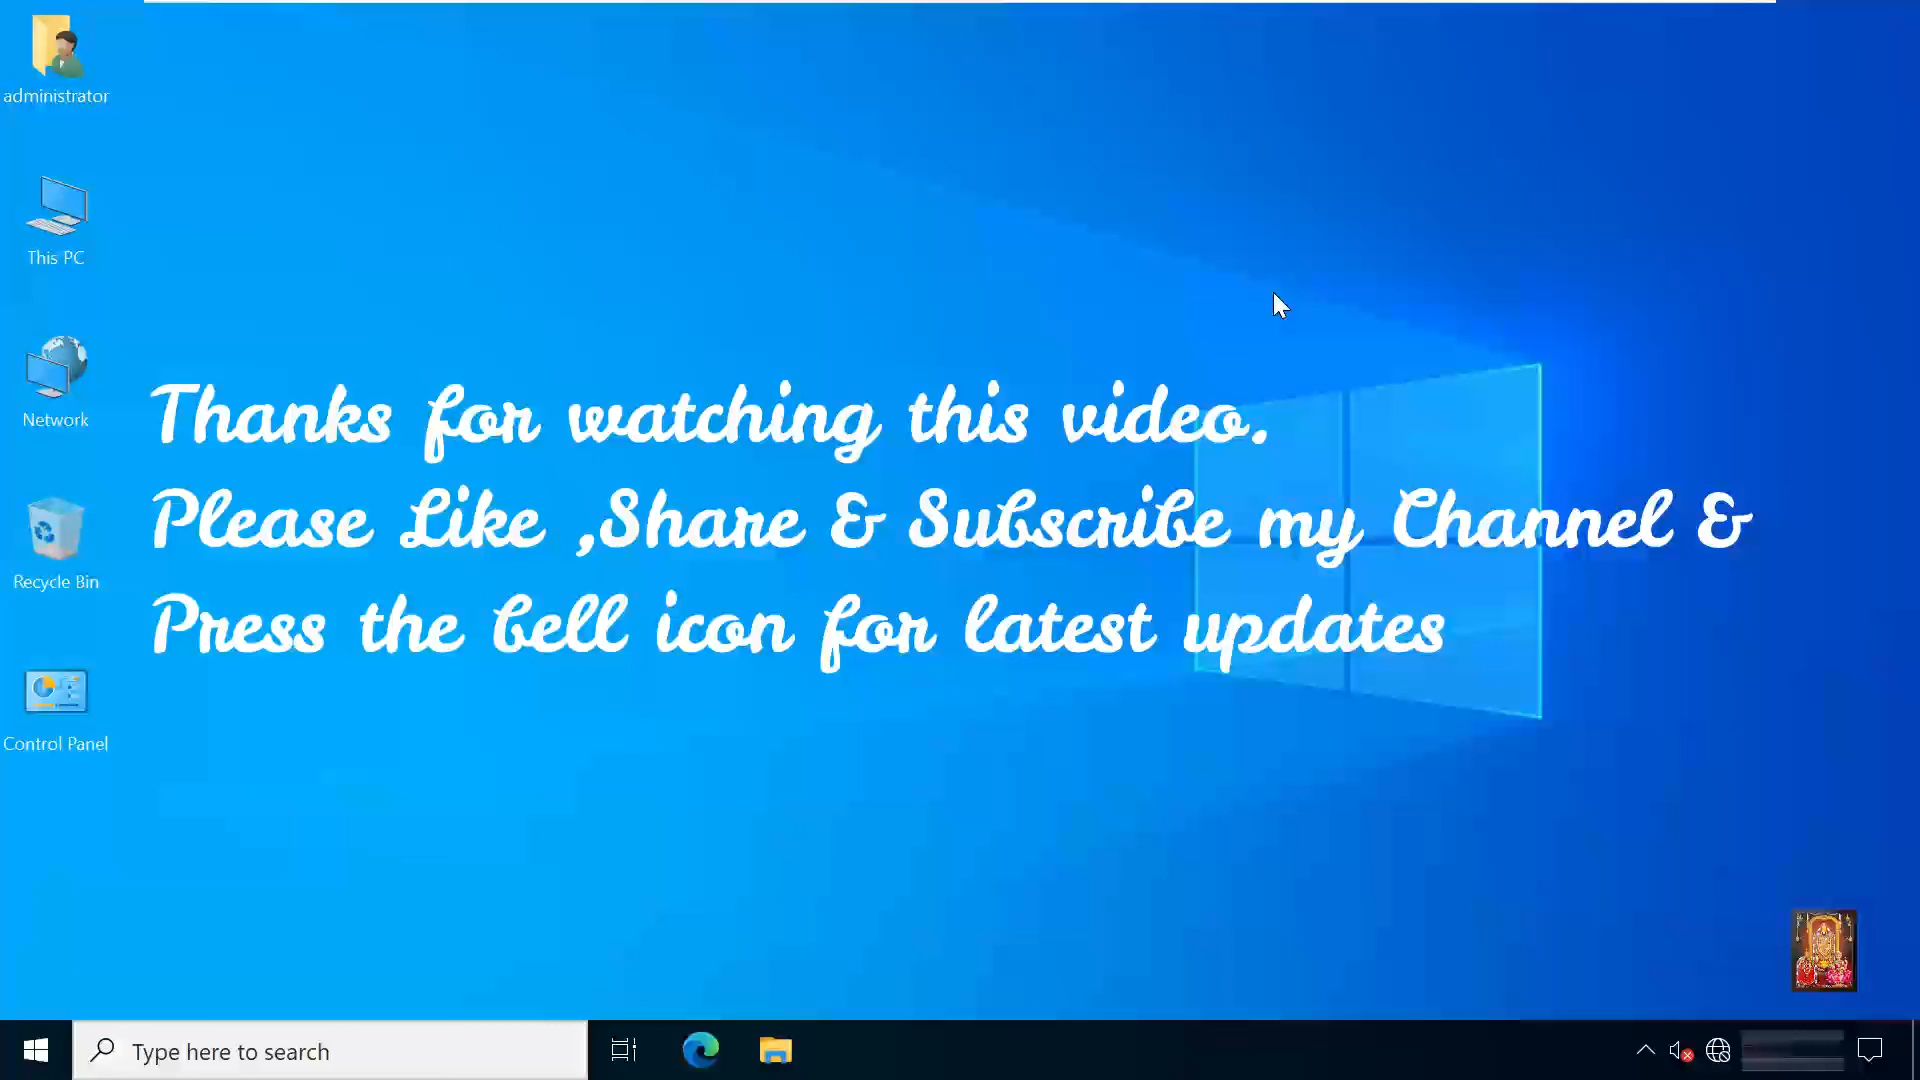 administrator
This PC
Network
Recycle Bin
Control Panel
Thanks for watching this video.
Please Like ,Share & Subscribe my Channel &
Press the bell icon for latest updates
Type here to search